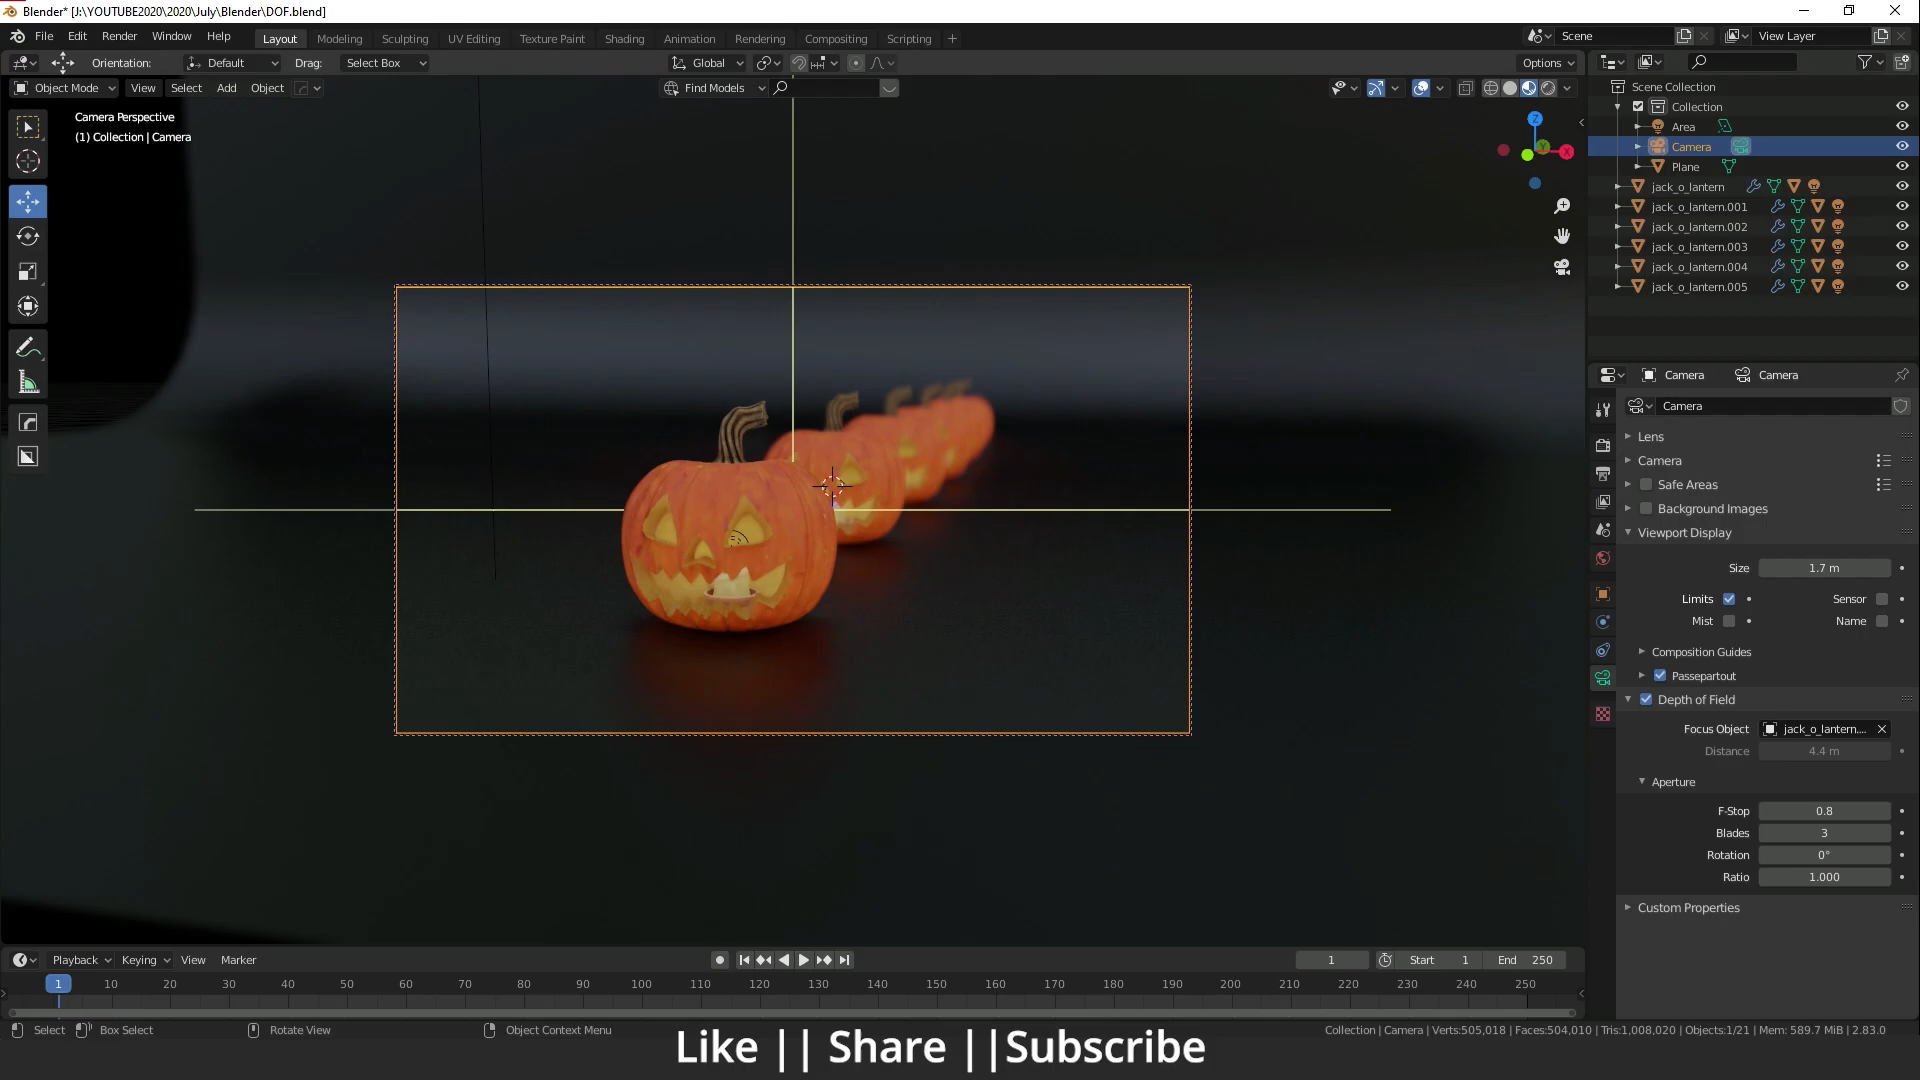 Blender* [J:\YOUTUBE2020\2020\July\Blender\DOF.blend]
File Edit Render Window Help Layout Modeling Sculpting UV Editing Texture Paint Shading Animation Rendering Compositing Scripting + Scene View Layer
Orientation: Default Drag: Select Box Global Options
Object Mode View Select Add Object Find Models
Camera Perspective
(1) Collection | Camera
Z
Y
X
Scene Collection
Collection
Area
Camera
Plane
jack_o_lantern
jack_o_lantern.001
jack_o_lantern.002
jack_o_lantern.003
jack_o_lantern.004
jack_o_lantern.005
Camera Camera
Camera
Lens
Camera
Safe Areas
Background Images
Viewport Display
Size 1.7 m
Limits Sensor
Mist Name
Composition Guides
Passepartout
Depth of Field
Focus Object jack_o_lantern....
Distance 4.4 m
Aperture
F-Stop 0.8
Blades 3
Rotation 0°
Ratio 1.000
Custom Properties
Playback Keying View Marker 1 Start 1 End 250
1 10 20 30 40 50 60 70 80 90 100 110 120 130 140 150 160 170 180 190 200 210 220 230 240 250
Select Box Select Rotate View Object Context Menu Collection | Camera | Verts:505,018 | Faces:504,010 | Tris:1,008,020 | Objects:1/21 | Mem: 589.7 MiB | 2.83.0
Like || Share ||Subscribe